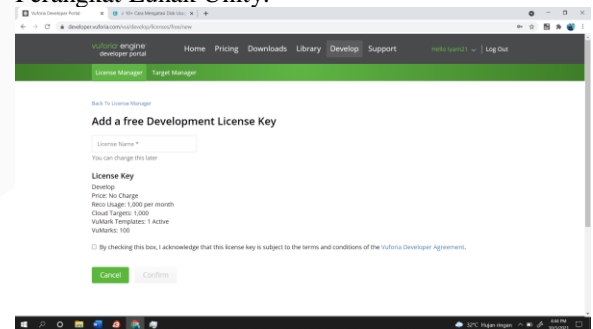 Perangkat Lunak Unity.
Vuforia Developer Portal
developer.vuforia.com/vui/develop/licenses/free/new
vuforia engine
developer portal
Home Pricing Downloads Library Develop Support
Log Out
License Manager Target Manager
Back To License Manager
Add a free Development License Key
License Name *
You can change this later
License Key
Develop
Price: No Charge
Reco Usage: 1,000 per month
Cloud Targets: 1,000
VuMark Templates: 1 Active
VuMarks: 100
By checking this box, I acknowledge that this license key is subject to the terms and conditions of the Vuforia Developer Agreement.
Cancel Confirm
32°C Hujan ringan